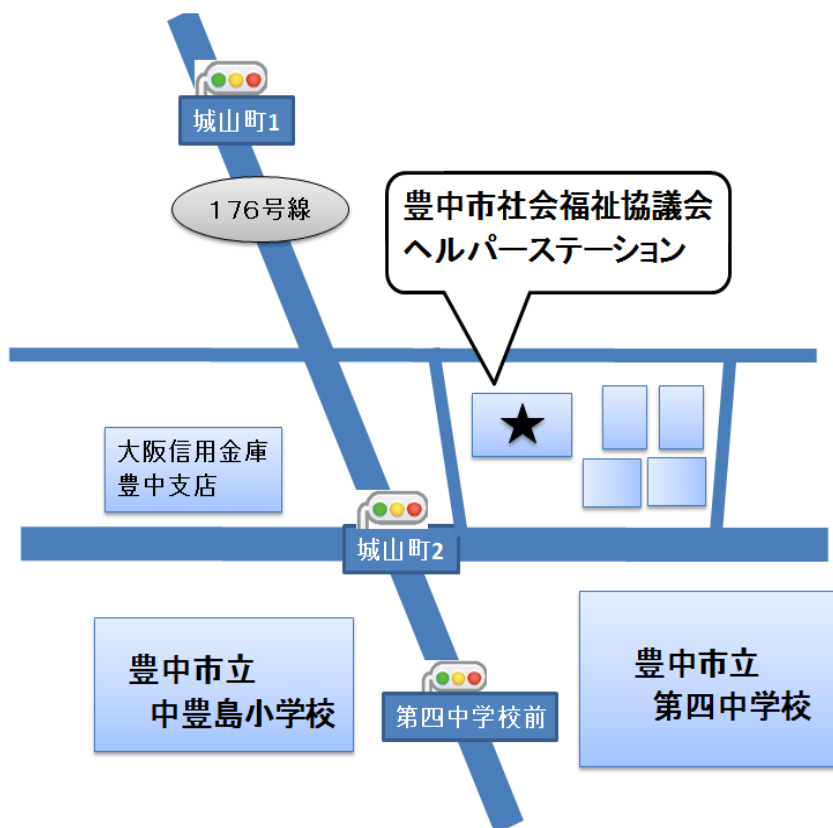 城山町1
176号線
豊中市社会福祉協議会
ヘルパーステーション
★
大阪信用金庫
豊中支店
城山町2
豊中市立
中豊島小学校
第四中学校前
豊中市立
第四中学校